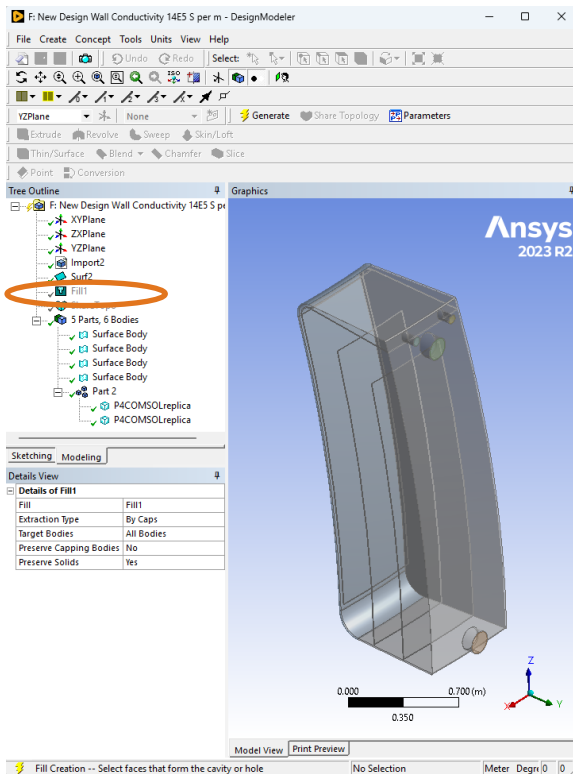 F: New Design Wall Conductivity 14E5 S per m - DesignModeler
File Create Concept Tools Units View Help
Undo Redo Select:
ISO
YZPlane None Generate Share Topology Parameters
Extrude Revolve Sweep Skin/Loft
Thin/Surface Blend Chamfer Slice
Point Conversion
Tree Outline
F: New Design Wall Conductivity 14E5 S pe
XYPlane
ZXPlane
YZPlane
Import2
Surf2
Fill1
5 Parts, 6 Bodies
Surface Body
Surface Body
Surface Body
Surface Body
Part 2
P4COMSOLreplica
P4COMSOLreplica
Sketching Modeling
Details View
Details of Fill1
Fill Fill1
Extraction Type By Caps
Target Bodies All Bodies
Preserve Capping Bodies No
Preserve Solids Yes
Graphics
Ansys
2023 R2
0.000 0.700 (m)
0.350
Z
X
Y
Model View Print Preview
Fill Creation -- Select faces that form the cavity or hole No Selection Meter Degr 0 0